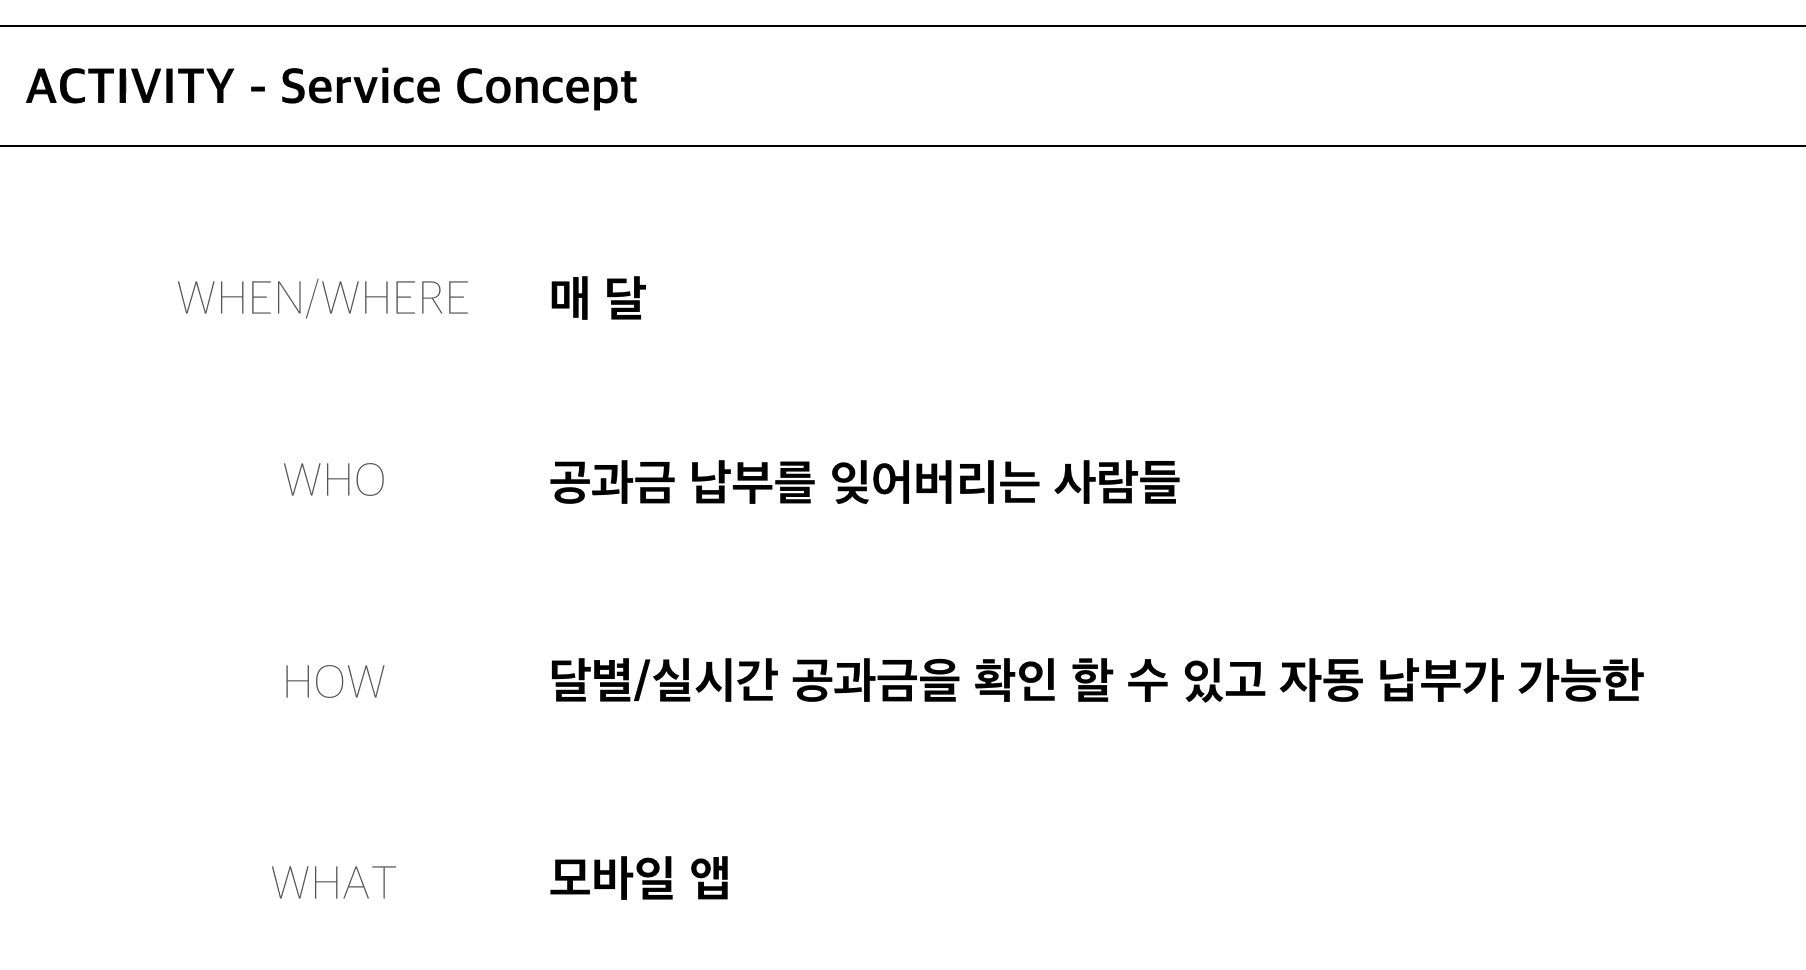 ACTIVITY - Service Concept
WHEN/WHERE 매 달
WHO 공과금 납부를 잊어버리는 사람들
HOW 달별/실시간 공과금을 확인 할 수 있고 자동 납부가 가능한
WHAT 모바일 앱